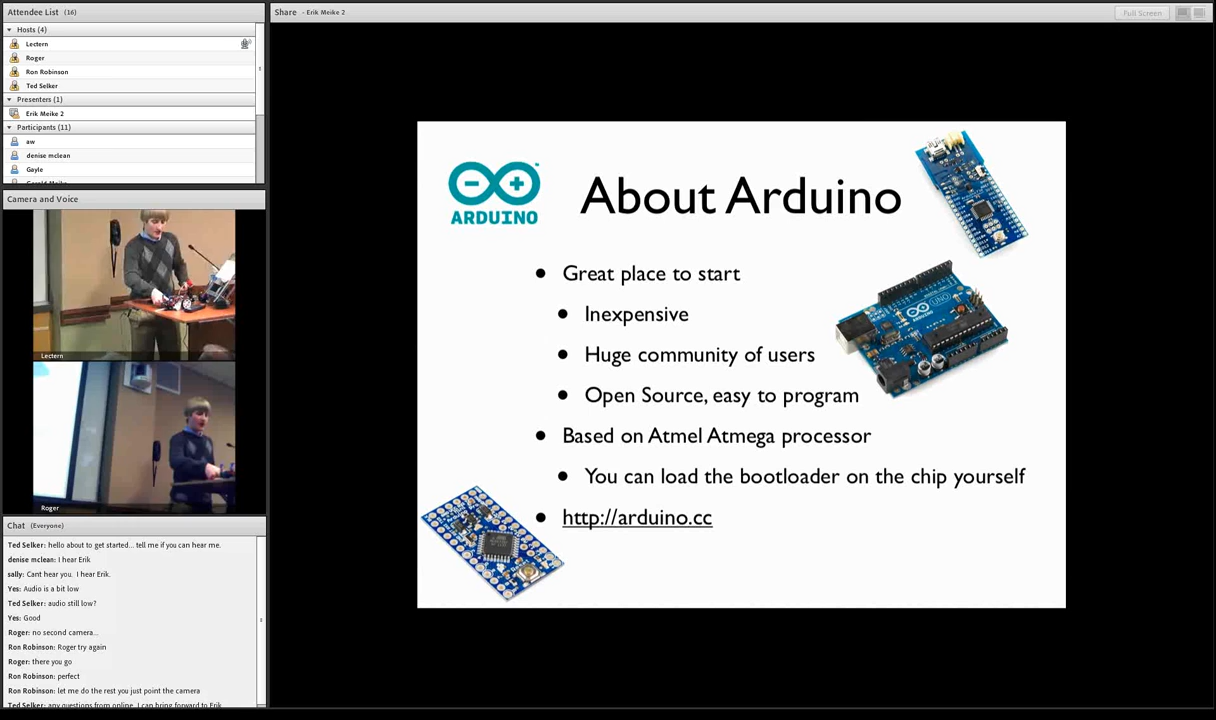 Attendee List (16)
Hosts (4)
Lectern
Roger
Ron Robinson
Ted Selker
Presenters (1)
Erik Meike 2
Participants (11)
aw
denise mclean
Gayle
Gerald Meike
Camera and Voice
Lectern
Roger
Chat (Everyone)
Ted Selker: hello about to get started... tell me if you can hear me.
denise mclean: I hear Erik
sally: Cant hear you. I hear Erik.
Yes: Audio is a bit low
Ted Selker: audio still low?
Yes: Good
Roger: no second camera...
Ron Robinson: Roger try again
Roger: there you go
Ron Robinson: perfect
Ron Robinson: let me do the rest you just point the camera
Ted Selker: any questions from online, I can bring forward to Erik
Share - Erik Meike 2
Full Screen
ARDUINO
About Arduino
• Great place to start
• Inexpensive
• Huge community of users
• Open Source, easy to program
• Based on Atmel Atmega processor
• You can load the bootloader on the chip yourself
• http://arduino.cc
UNO
ARDUINO